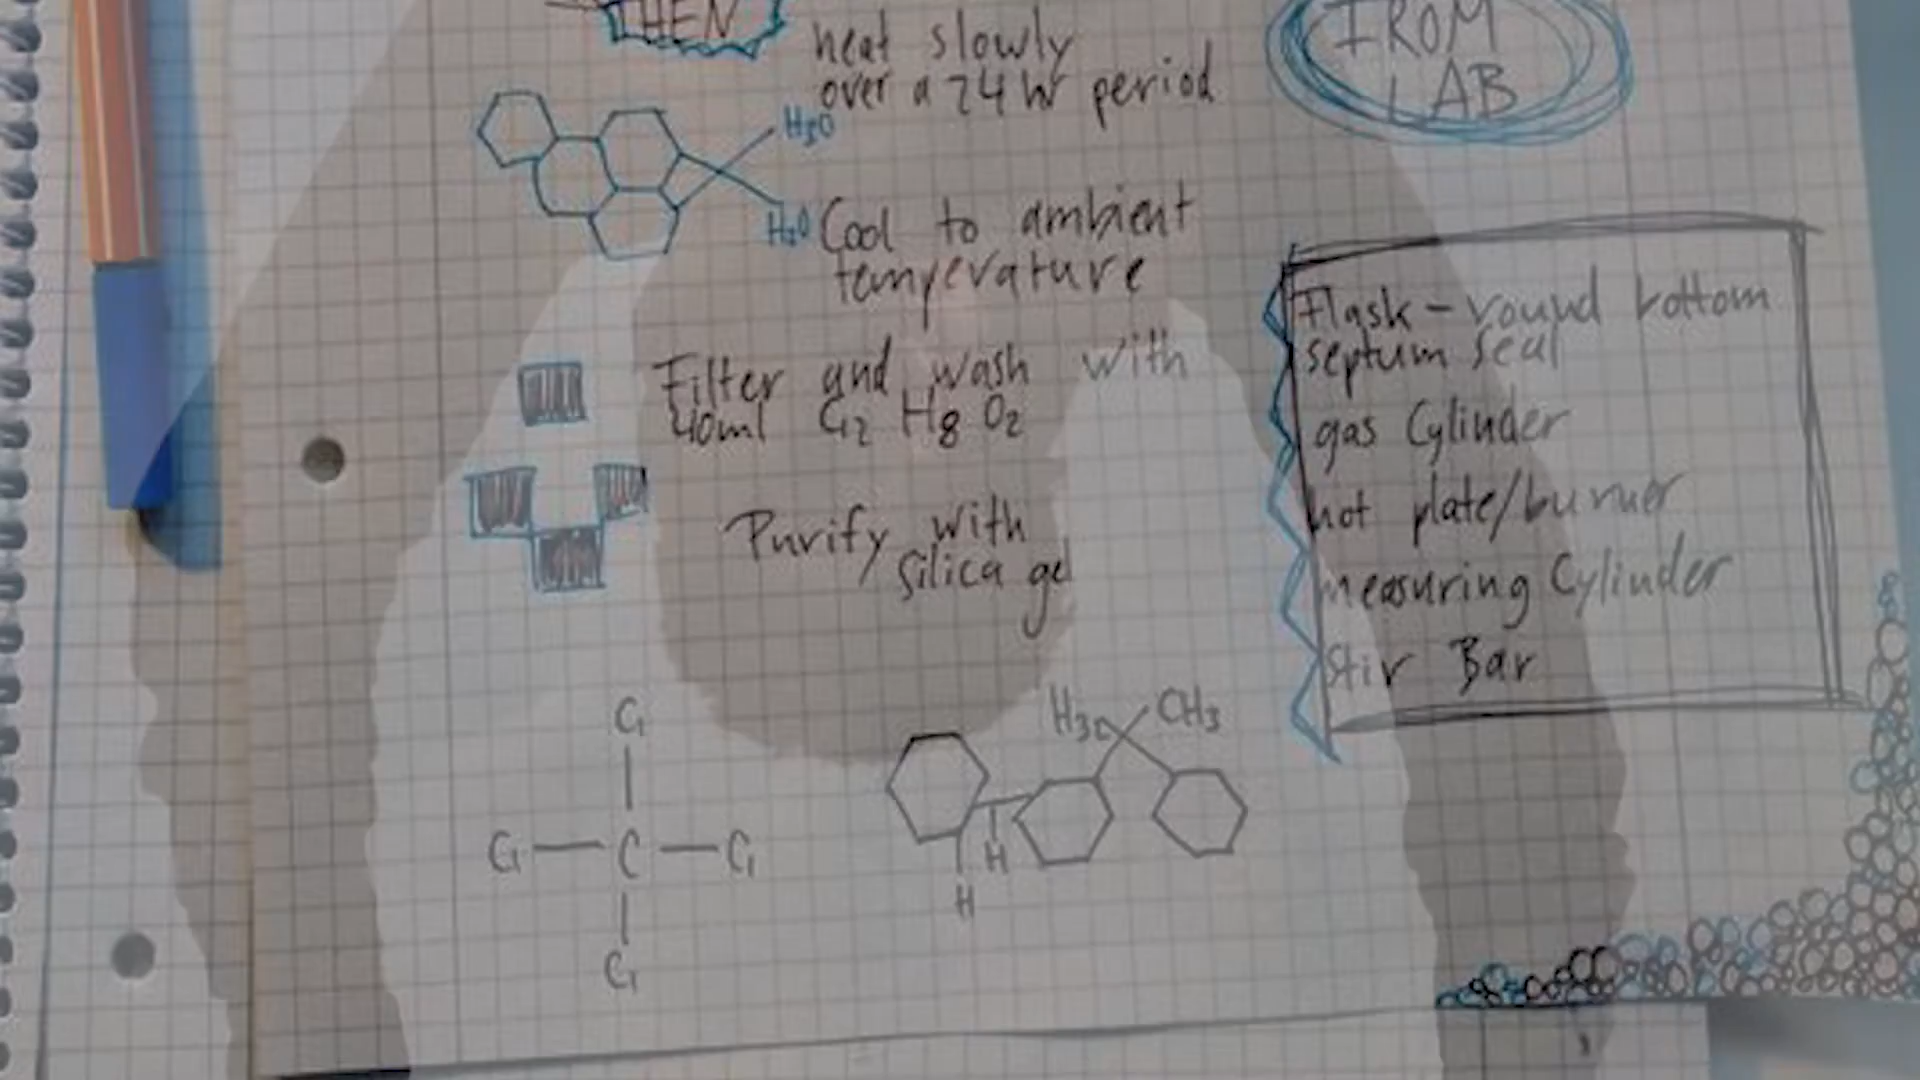 THEN
heat slowly
over a 24 hr period
H3O
H2O
Cool to ambient
temperature
Filter and wash with
40ml C12 H8 O2
Purify with
silica gel
FROM
LAB
Flask - round bottom
septum seal
gas Cylinder
hot plate/burner
measuring Cylinder
Stir Bar
Cl
Cl C Cl
Cl
H3C CH3
H
H